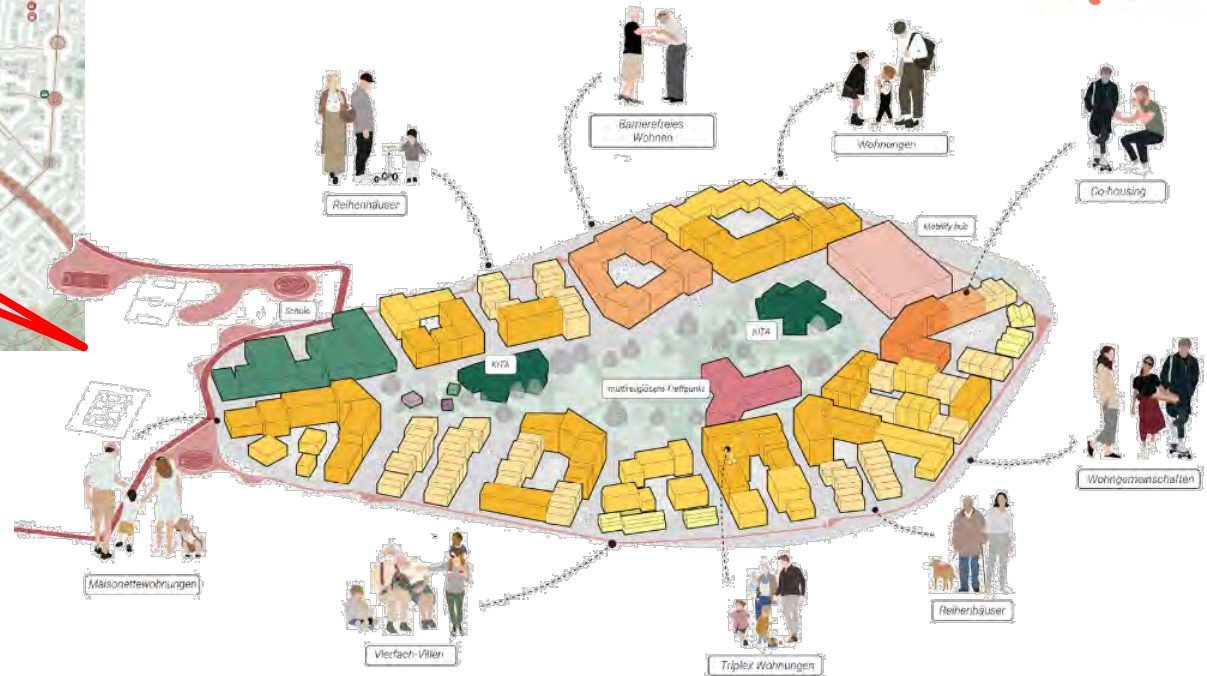 Barrierefreies
Wohnen
Wohnungen
Co-housing
Reihenhäuser
Mobility hub
Schule
KITA
KITA
multireligiösens Treffpunkt
Wohngemeinschaften
Maisonettewohnungen
Reihenhäuser
Vierfach-Villen
Triplex Wohnungen